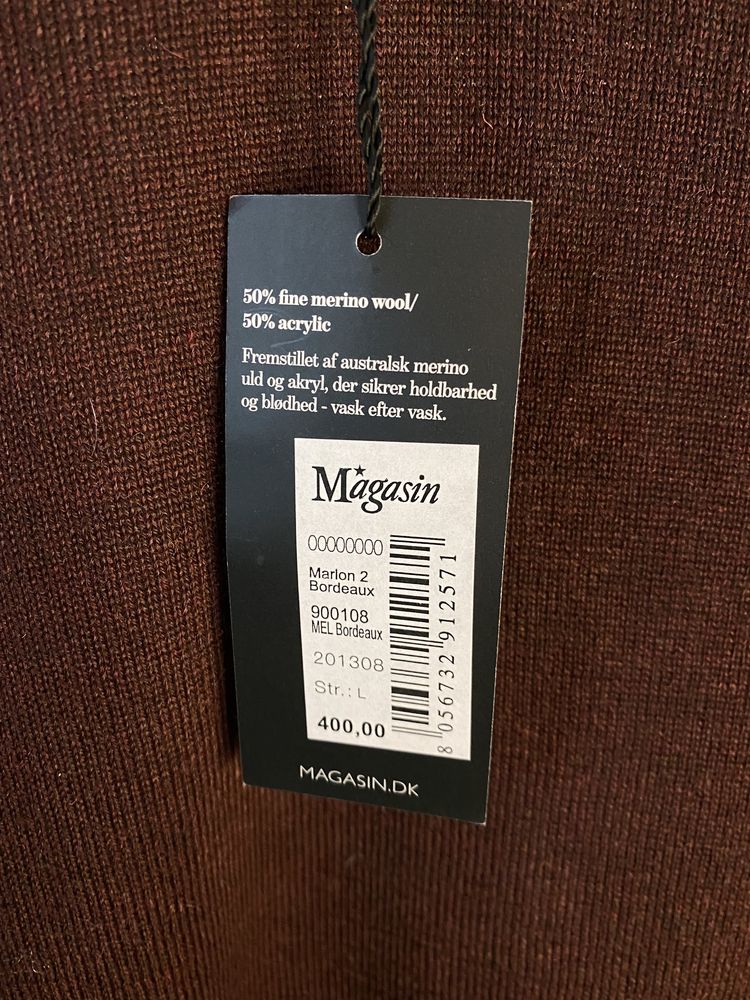 50% fine merino wool/
50% acrylic
Fremstillet af australsk merino
uld og akryl, der sikrer holdbarhed
og blødhed - vask efter vask.
Magasin
00000000
Marlon 2
Bordeaux
900108
MEL Bordeaux
201308
Str.: L
400,00
8 056732 912571
MAGASIN.DK